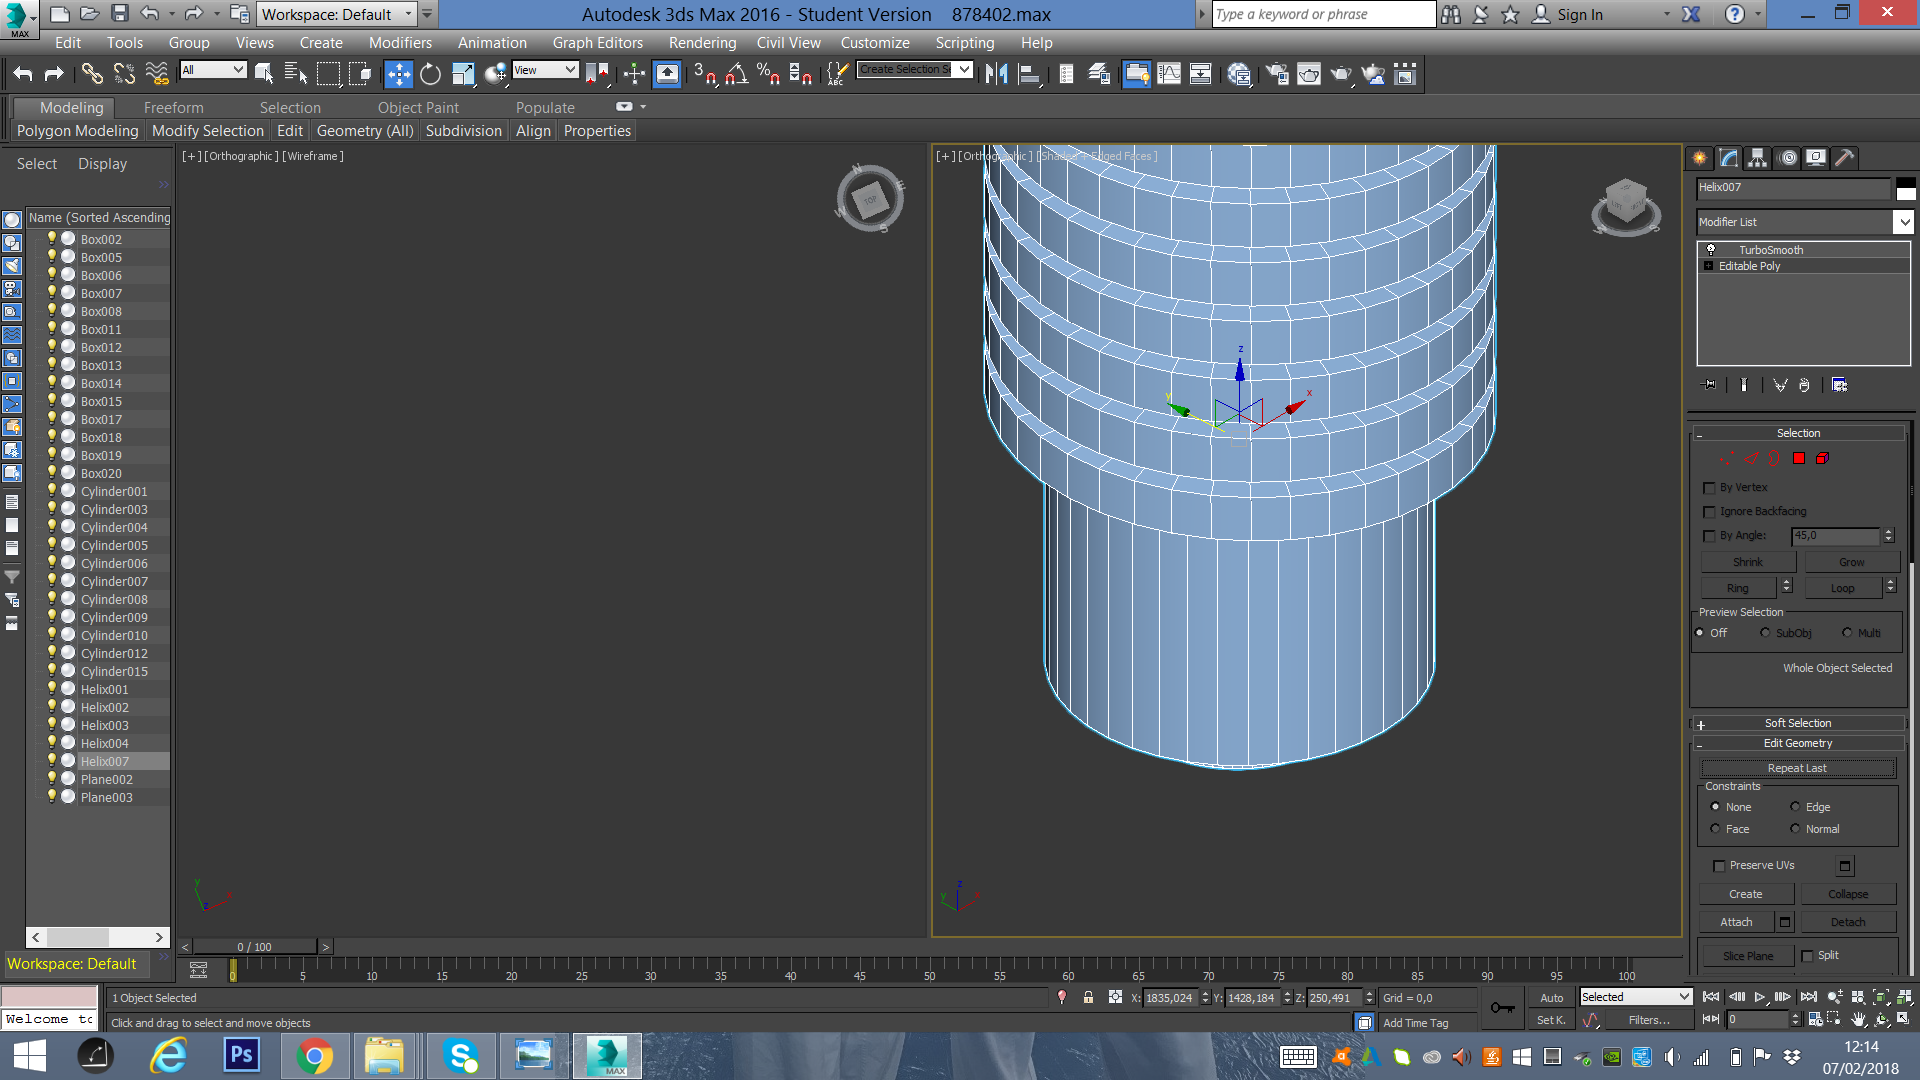 Workspace: Default
Autodesk 3ds Max 2016 - Student Version 878402.max
Type a keyword or phrase
Sign In
MAX
Edit Tools Group Views Create Modifiers Animation Graph Editors Rendering Civil View Customize Scripting Help
All
View
3
ABC
Create Selection Se
Modeling Freeform Selection Object Paint Populate
Polygon Modeling Modify Selection Edit Geometry (All) Subdivision Align Properties
Select Display
[+] [Orthographic] [Wireframe]
[+] [Orthographic] [Shaded + Edged Faces]
N
E
S
W
TOP
Name (Sorted Ascending
Box002
Box005
Box006
Box007
Box008
Box011
Box012
Box013
Box014
Box015
Box017
Box018
Box019
Box020
Cylinder001
Cylinder003
Cylinder004
Cylinder005
Cylinder006
Cylinder007
Cylinder008
Cylinder009
Cylinder010
Cylinder012
Cylinder015
Helix001
Helix002
Helix003
Helix004
Helix007
Plane002
Plane003
z
x
y
Helix007
Modifier List
TurboSmooth
Editable Poly
Selection
By Vertex
Ignore Backfacing
By Angle: 45,0
Shrink Grow
Ring Loop
Preview Selection
Off SubObj Multi
Whole Object Selected
Soft Selection
Edit Geometry
Repeat Last
Constraints
None Edge
Face Normal
Preserve UVs
Create Collapse
Attach Detach
Slice Plane Split
0 / 100
Workspace: Default
0 5 10 15 20 25 30 35 40 45 50 55 60 65 70 75 80 85 90 95 100
1 Object Selected
X: 1835,024 Y: 1428,184 Z: 250,491 Grid = 0,0
Auto Selected
Welcome to
Click and drag to select and move objects
Add Time Tag
Set K. Filters... 0
Ps
MAX
12:14
07/02/2018